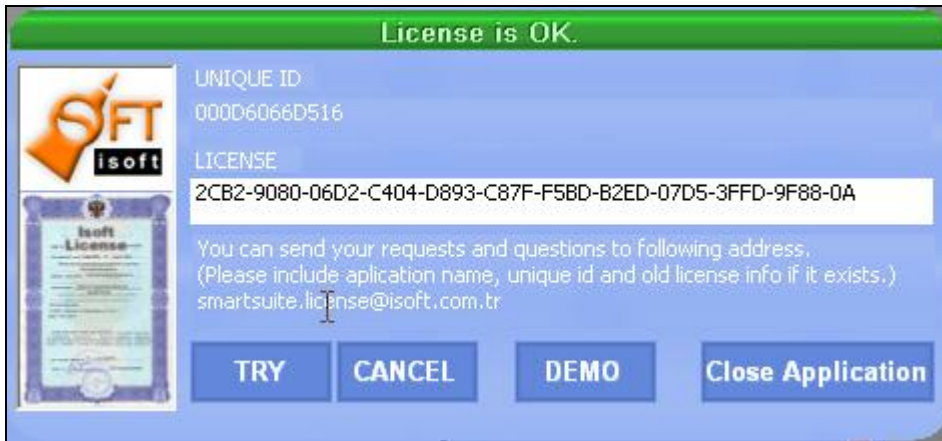 License is OK.
SFT
isoft
Isoft
License
UNIQUE ID
000D6066D516
LICENSE
2CB2-9080-06D2-C404-D893-C87F-F5BD-B2ED-07D5-3FFD-9F88-0A
You can send your requests and questions to following address.
(Please include aplication name, unique id and old license info if it exists.)
smartsuite.license@isoft.com.tr
TRY
CANCEL
DEMO
Close Application